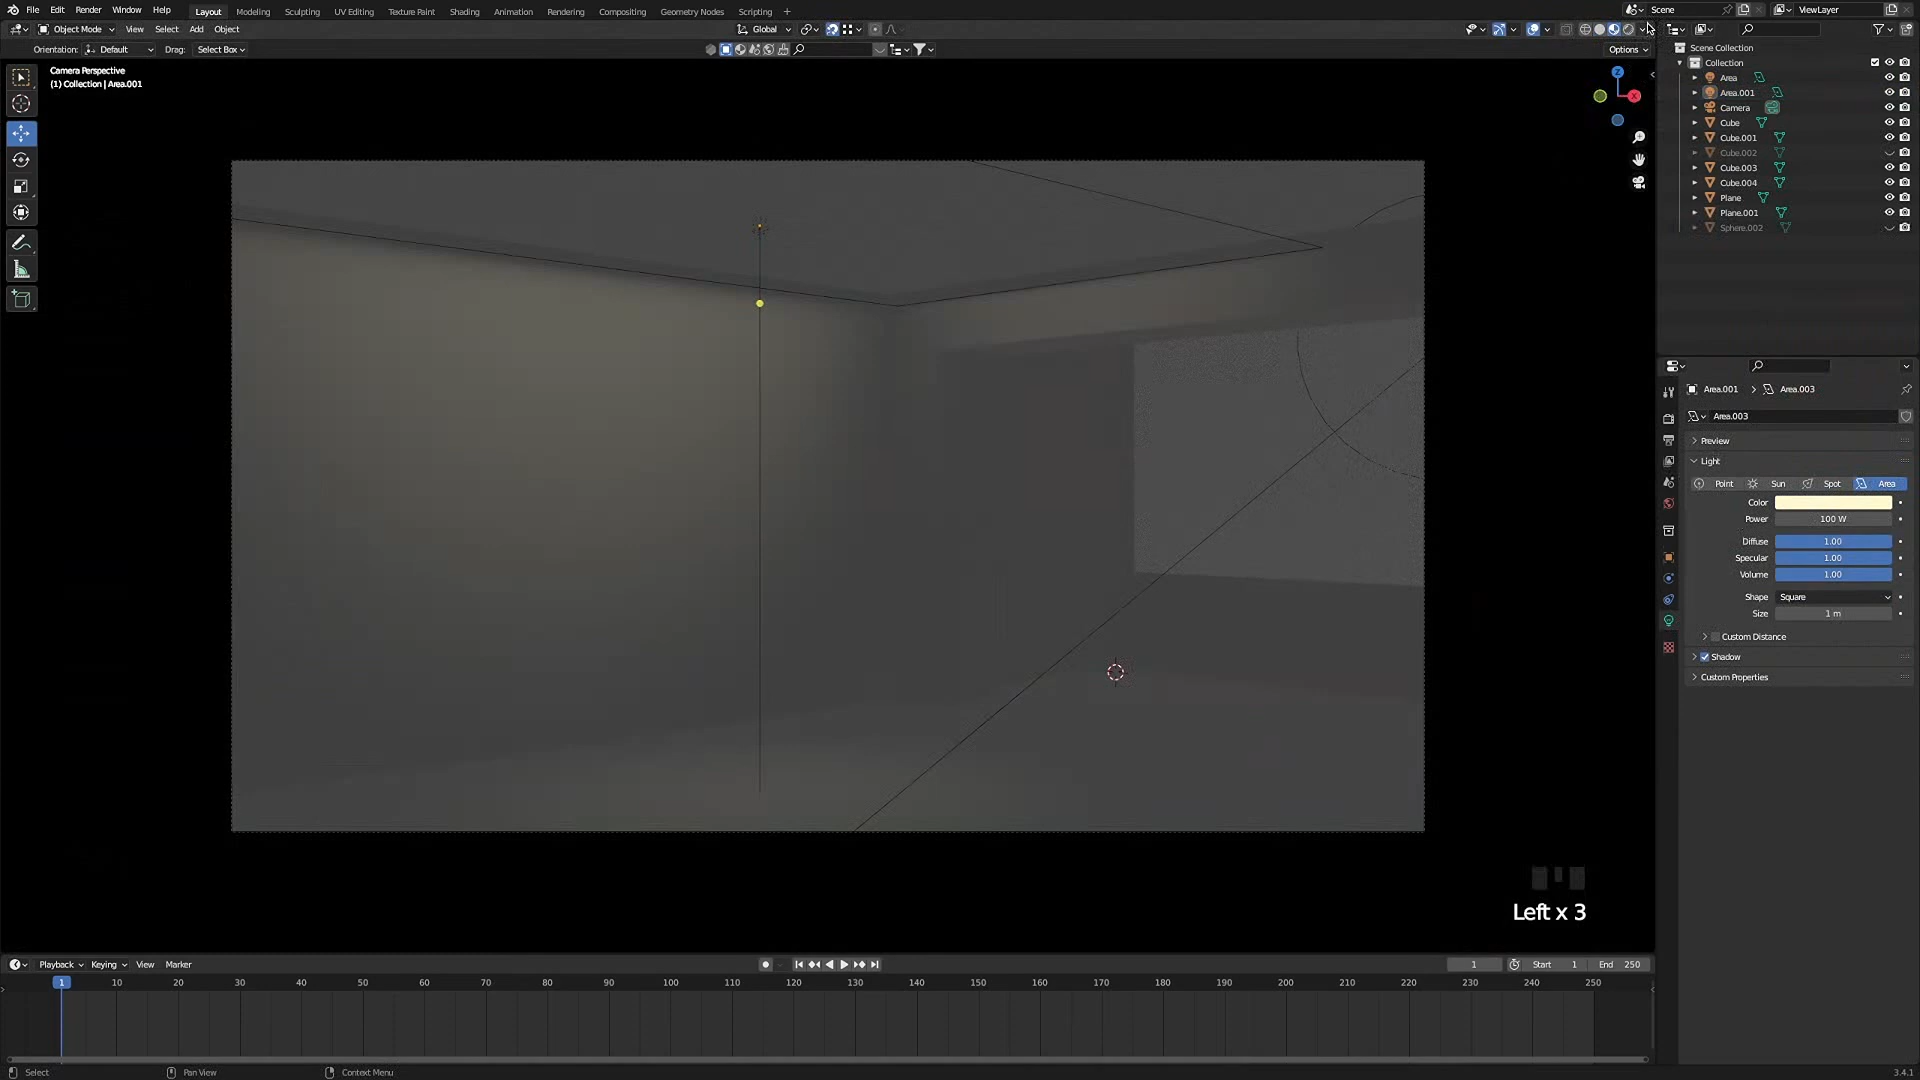 File Edit Render Window Help Layout Modeling Sculpting UV Editing Texture Paint Shading Animation Rendering Compositing Geometry Nodes Scripting + Scene ViewLayer
Object Mode View Select Add Object Global
Orientation: Default Drag: Select Box Options
Camera Perspective
(1) Collection | Area.001
Z
X
Scene Collection
Collection
Area
Area.001
Camera
Cube
Cube.001
Cube.002
Cube.003
Cube.004
Plane
Plane.001
Sphere.002
Area.001 > Area.003
Area.003
Preview
Light
Point Sun Spot Area
Color
Power 100 W
Diffuse 1.00
Specular 1.00
Volume 1.00
Shape Square
Size 1 m
Custom Distance
Shadow
Custom Properties
Left x 3
Playback Keying View Marker 1 Start 1 End 250
1 10 20 30 40 50 60 70 80 90 100 110 120 130 140 150 160 170 180 190 200 210 220 230 240 250
Select Pan View Context Menu 3.4.1